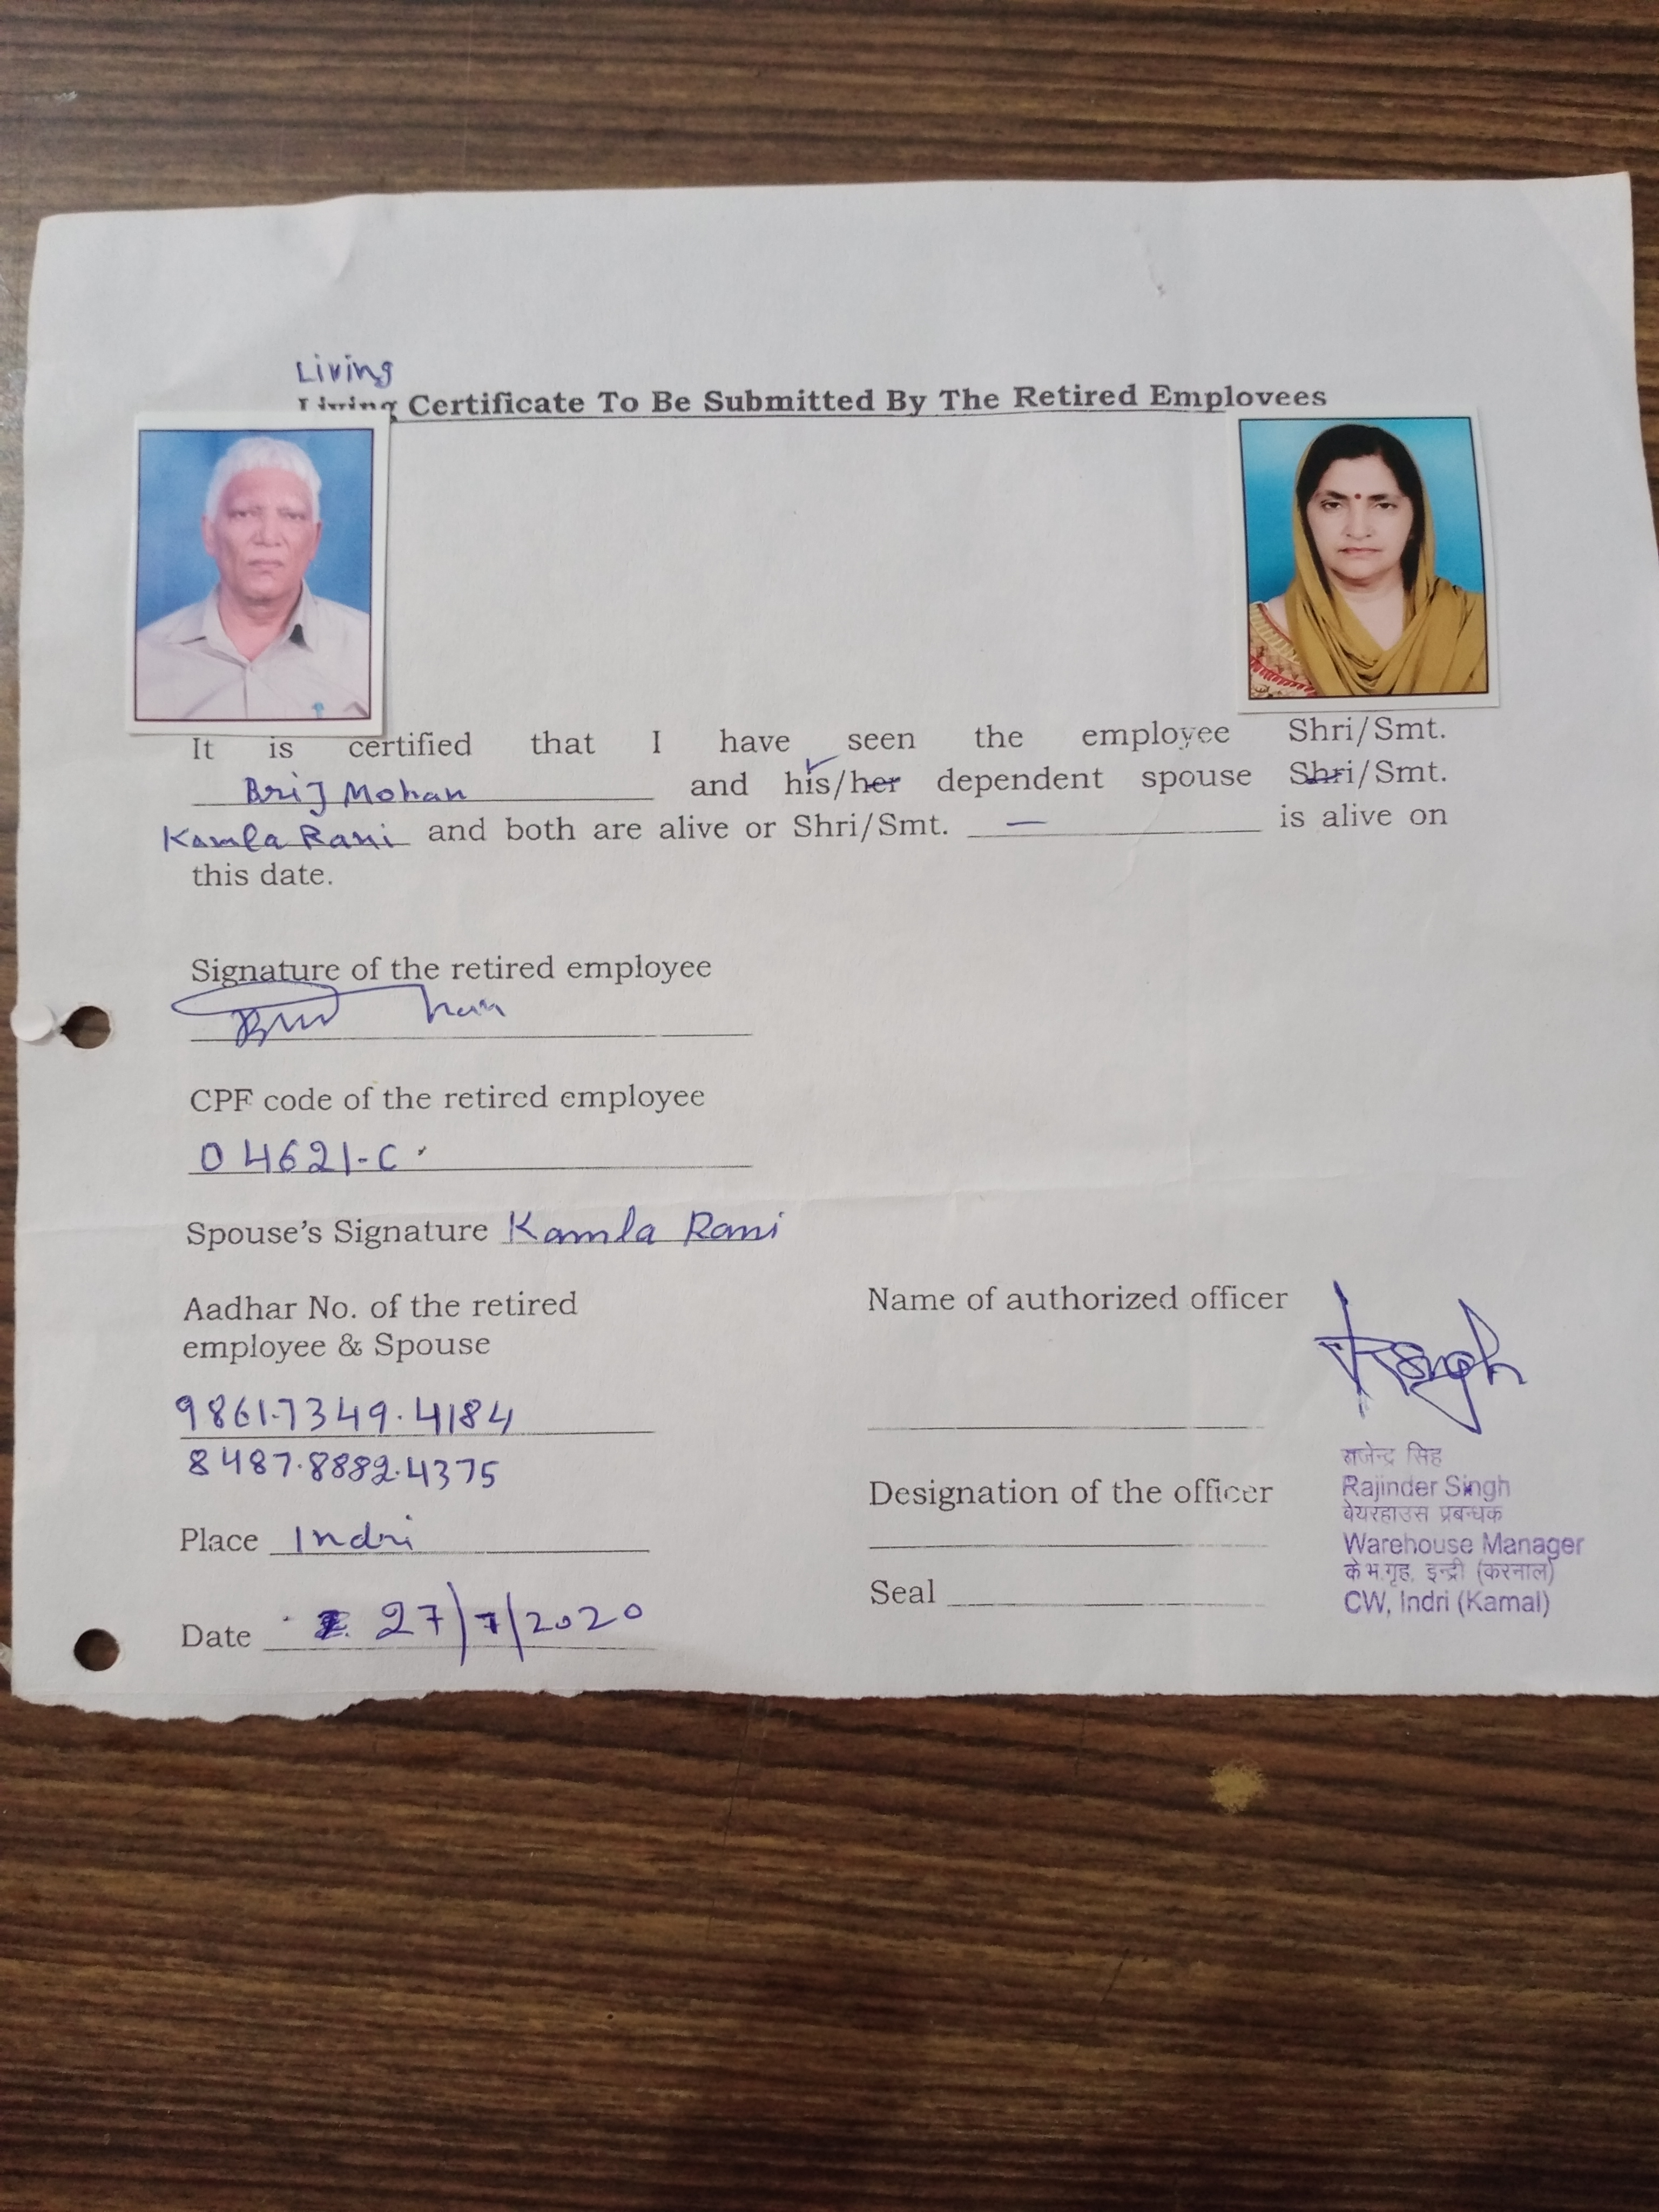 Living
Living Certificate To Be Submitted By The Retired Employees
It is certified that I have seen the employee Shri/Smt.
Brij Mohan and his/her dependent spouse Shri/Smt.
Kamla Rani and both are alive or Shri/Smt. — is alive on
this date.
Signature of the retired employee
CPF code of the retired employee
04621-C
Spouse's Signature Kamla Rani
Aadhar No. of the retired
employee & Spouse
9861.7349.4184
8487.8882.4375
Place Indri
Date 27/7/2020
Name of authorized officer
Designation of the officer
Seal
राजेन्द्र सिंह
Rajinder Singh
वेयरहाउस प्रबन्धक
Warehouse Manager
के.भ.गृह, इन्द्री (करनाल)
CW, Indri (Karnal)